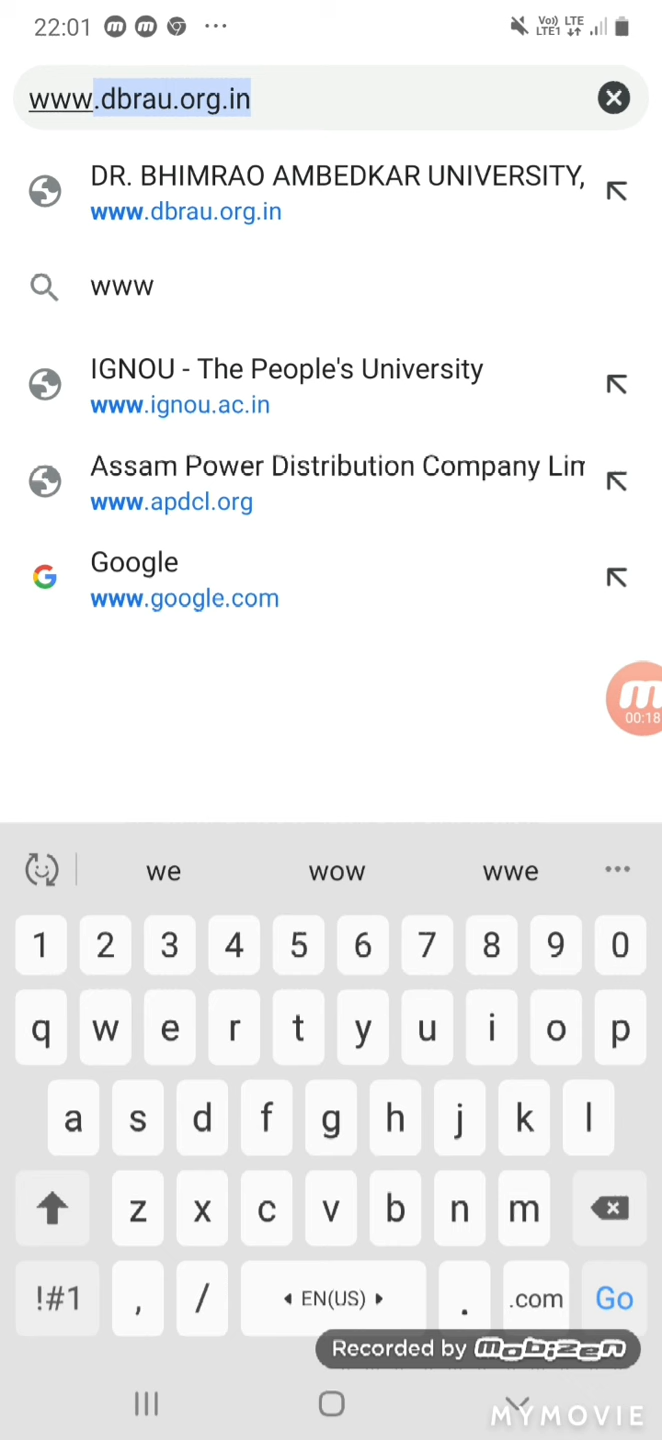 22:01 ··· Vo)) LTE
LTE1
www.dbrau.org.in
DR. BHIMRAO AMBEDKAR UNIVERSITY,
www.dbrau.org.in
www
IGNOU - The People's University
www.ignou.ac.in
Assam Power Distribution Company Lim
www.apdcl.org
Google
www.google.com
00:18
we wow wwe ···
1 2 3 4 5 6 7 8 9 0
q w e r t y u i o p
a s d f g h j k l
z x c v b n m
!#1 , / EN(US) . .com Go
Recorded by mobizen
MYMOVIE